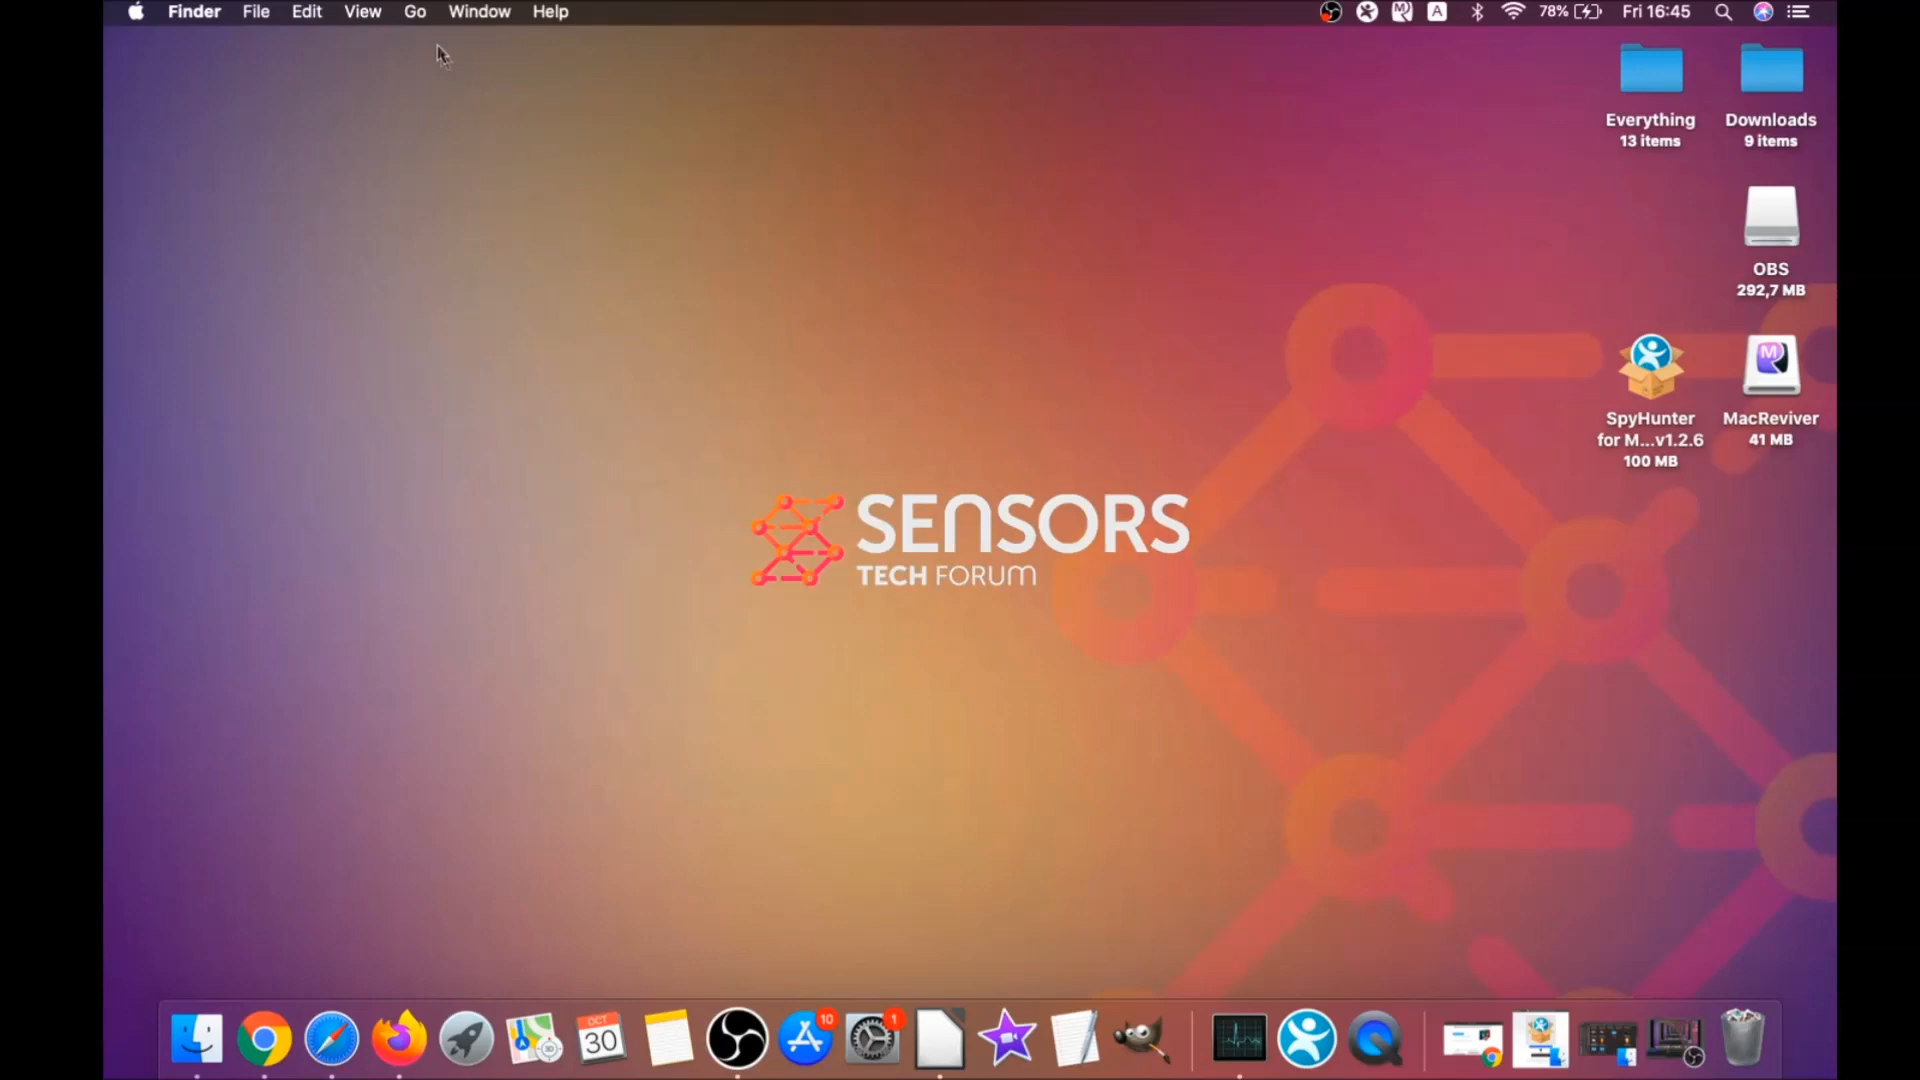 Finder File Edit View Go Window Help
A 78% Fri 16:45
Everything
13 items
Downloads
9 items
OBS
292,7 MB
SpyHunter
for M...v1.2.6
100 MB
MacReviver
41 MB
SENSORS
TECH FORUM
OCT
30
10
1